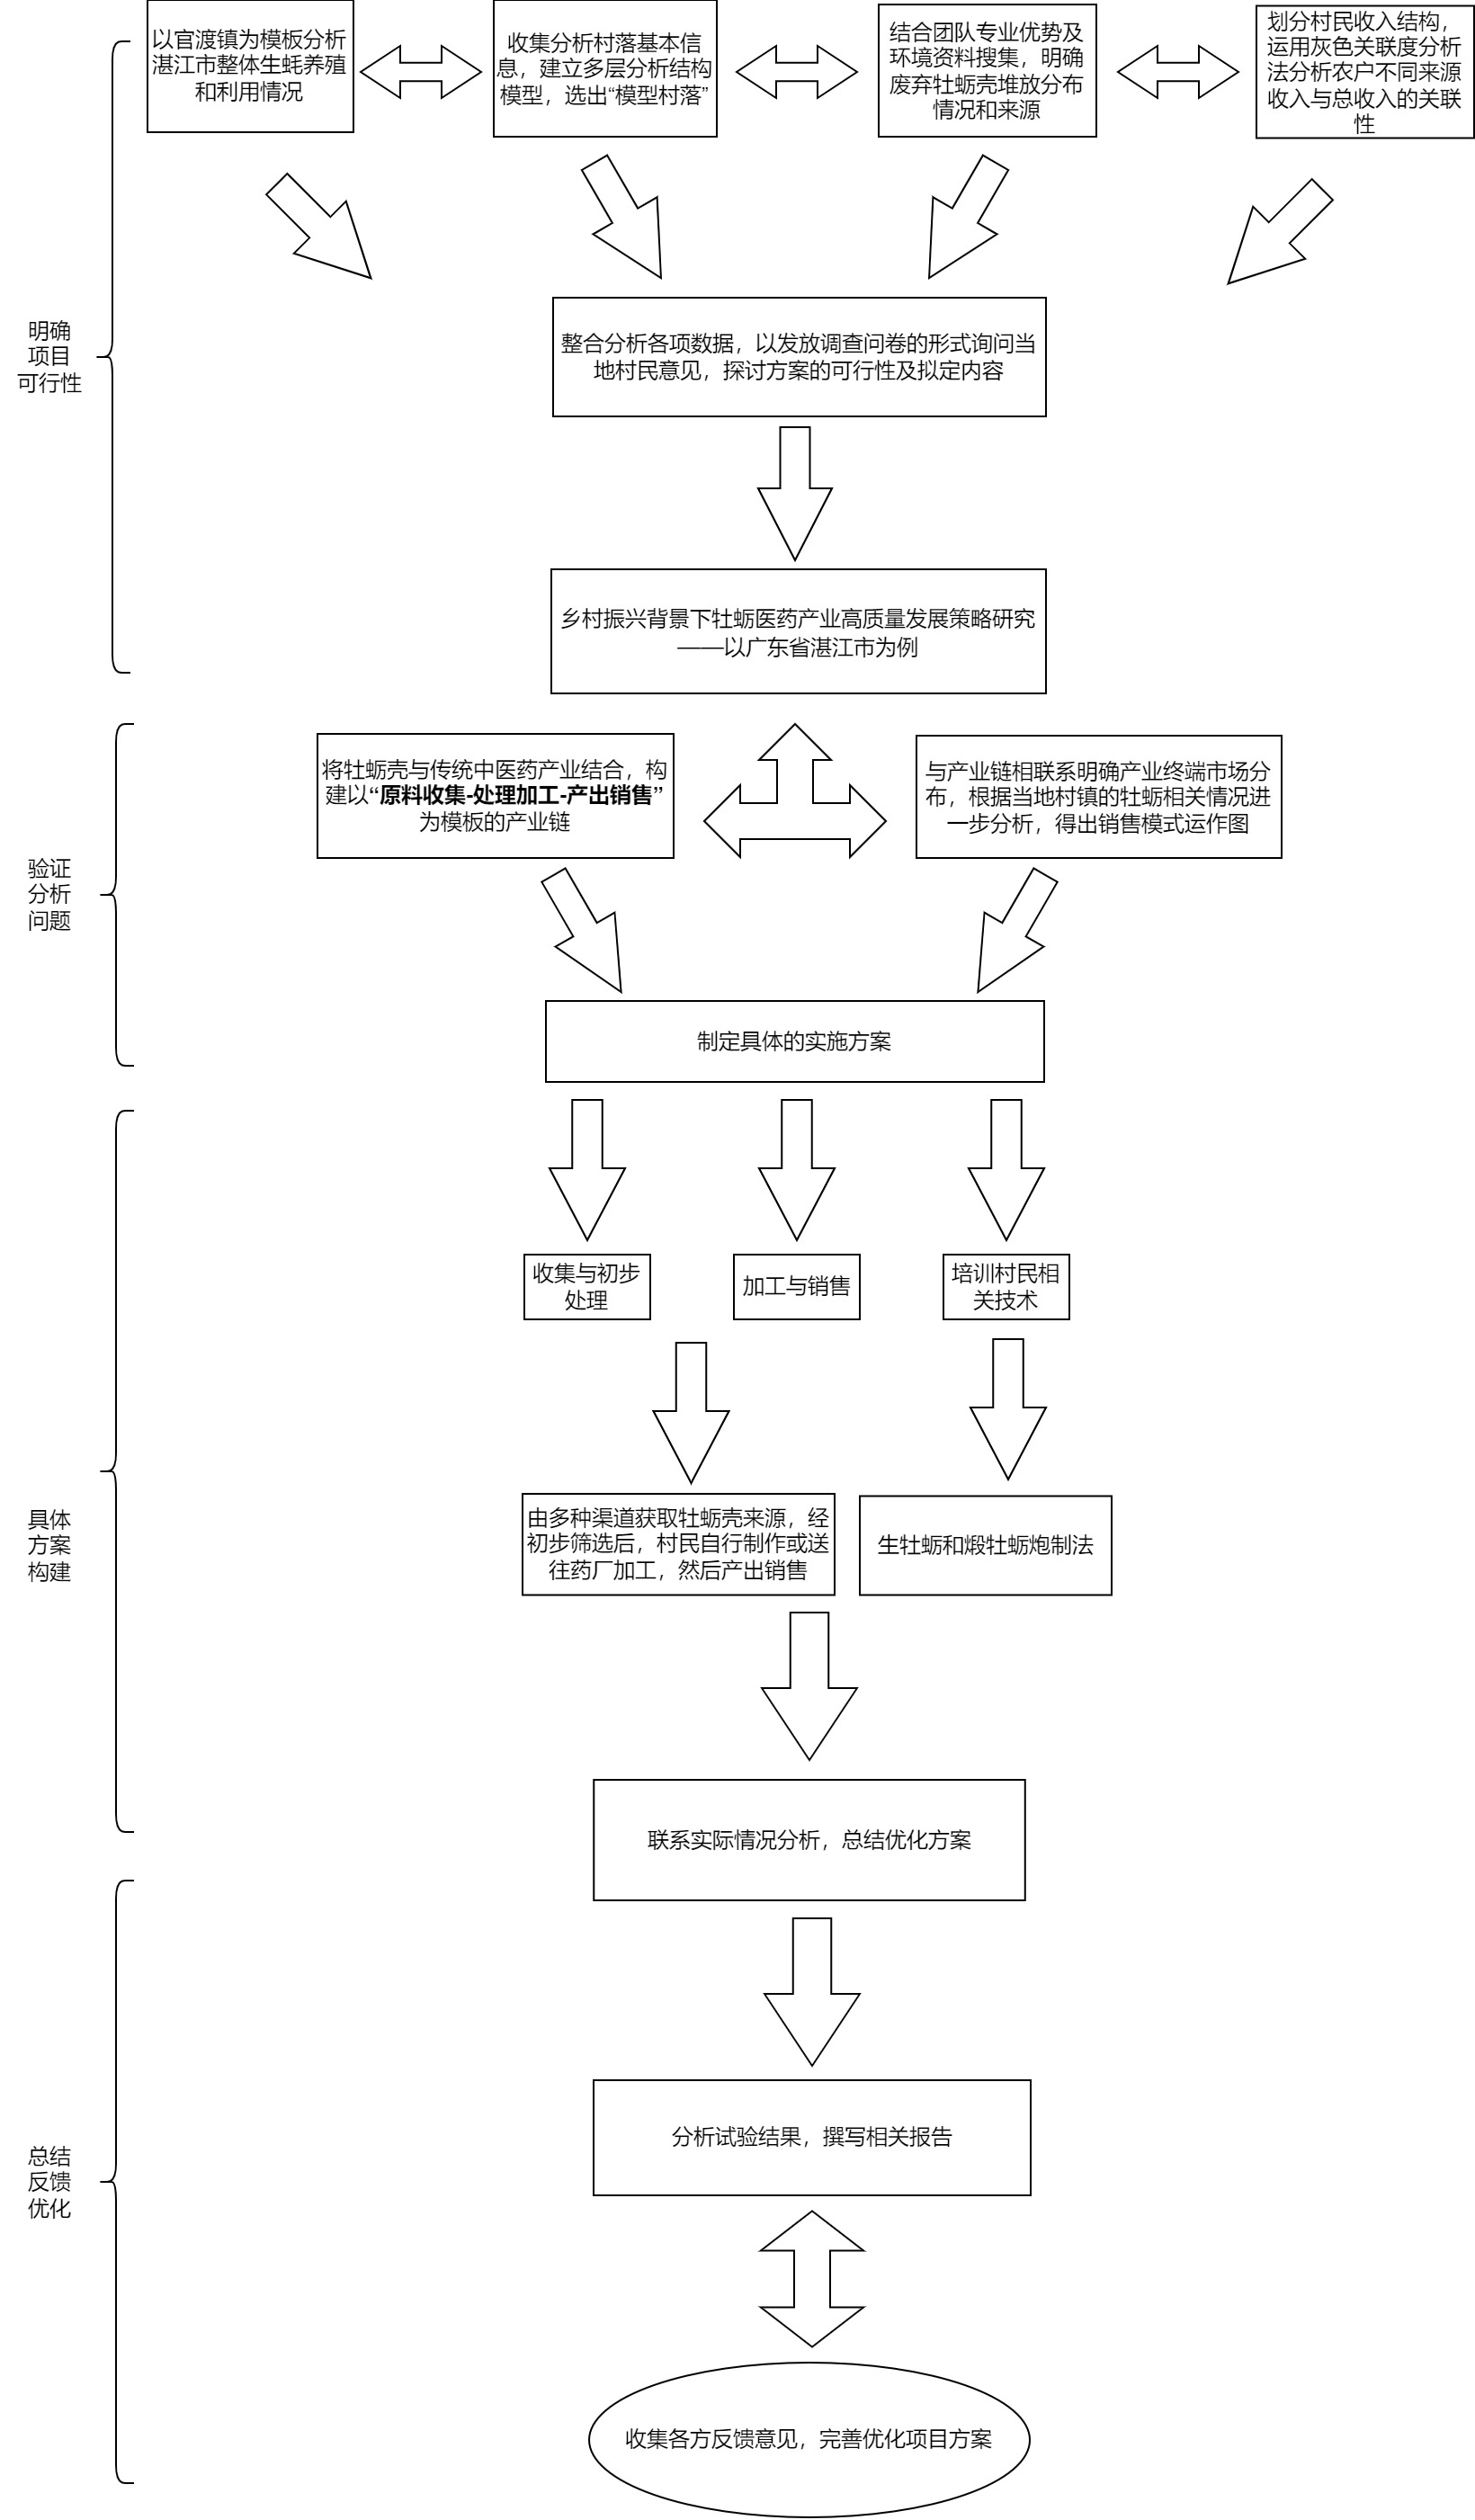 以官渡镇为模板分析
湛江市整体生蚝养殖
和利用情况
收集分析村落基本信
息，建立多层分析结构
模型，选出“模型村落”
结合团队专业优势及
环境资料搜集，明确
废弃牡蛎壳堆放分布
情况和来源
划分村民收入结构，
运用灰色关联度分析
法分析农户不同来源
收入与总收入的关联
性
明确
项目
可行性
整合分析各项数据，以发放调查问卷的形式询问当
地村民意见，探讨方案的可行性及拟定内容
乡村振兴背景下牡蛎医药产业高质量发展策略研究
——以广东省湛江市为例
验证
分析
问题
将牡蛎壳与传统中医药产业结合，构
建以“原料收集-处理加工-产出销售”
为模板的产业链
与产业链相联系明确产业终端市场分
布，根据当地村镇的牡蛎相关情况进
一步分析，得出销售模式运作图
制定具体的实施方案
具体
方案
构建
收集与初步
处理
加工与销售
培训村民相
关技术
由多种渠道获取牡蛎壳来源，经
初步筛选后，村民自行制作或送
往药厂加工，然后产出销售
生牡蛎和煅牡蛎炮制法
联系实际情况分析，总结优化方案
总结
反馈
优化
分析试验结果，撰写相关报告
收集各方反馈意见，完善优化项目方案